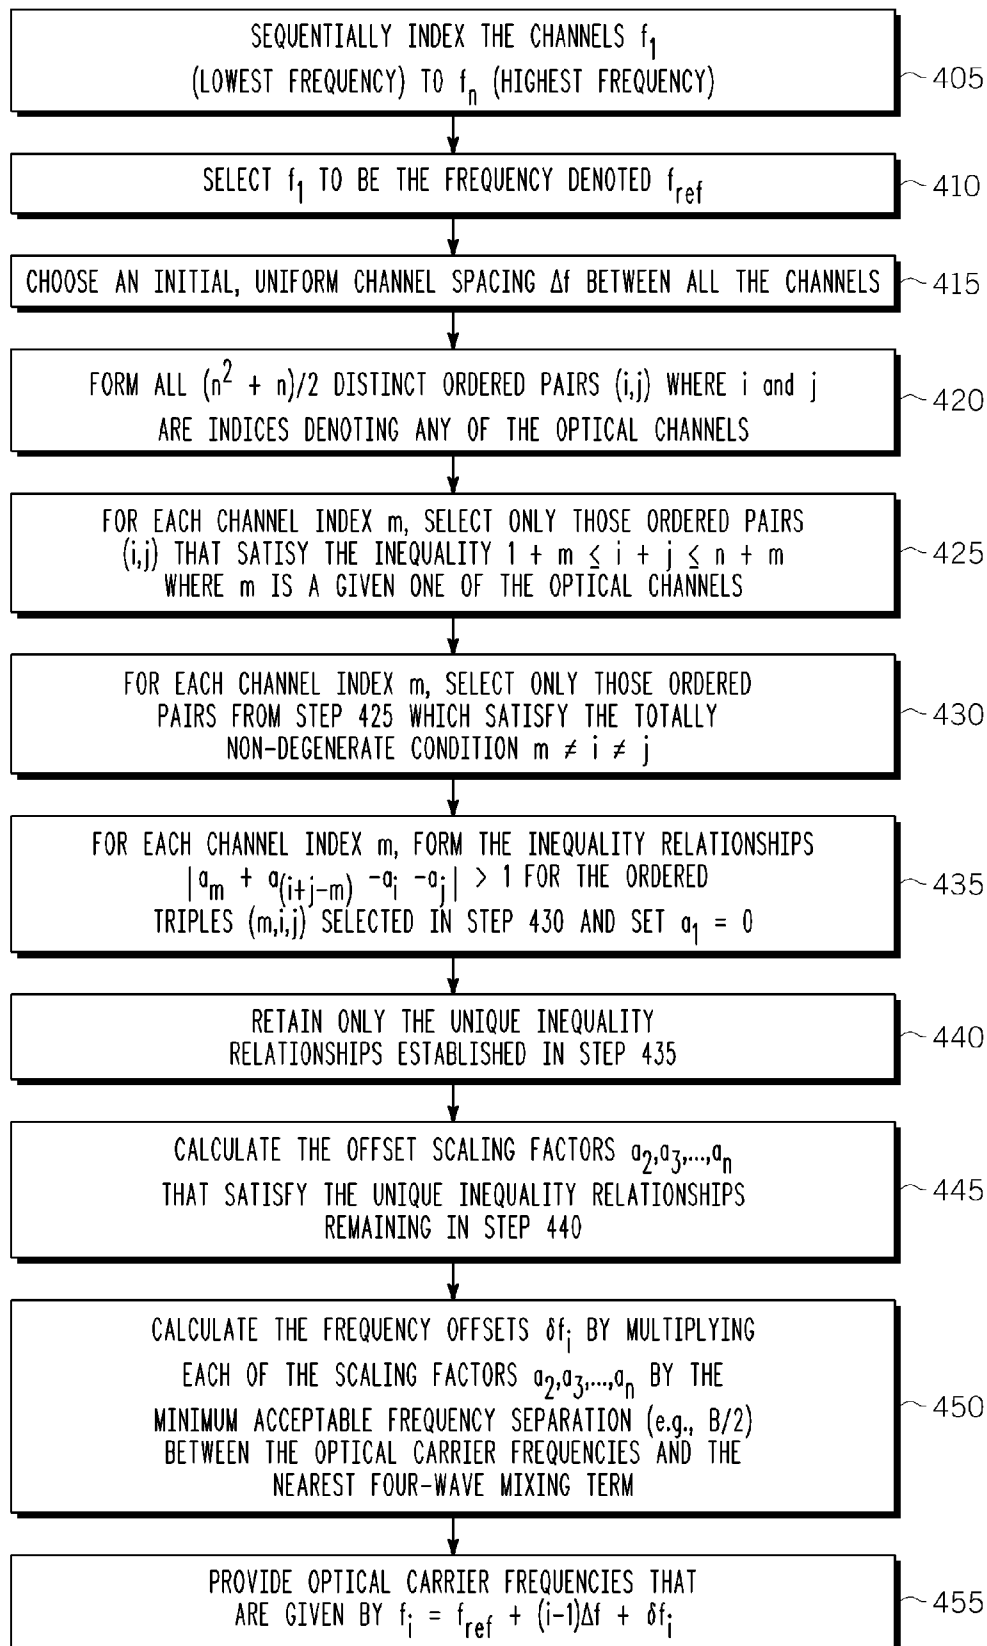 SEQUENTIALLY INDEX THE CHANNELS f1
(LOWEST FREQUENCY) TO fn (HIGHEST FREQUENCY)
405
SELECT f1 TO BE THE FREQUENCY DENOTED fref
410
CHOOSE AN INITIAL, UNIFORM CHANNEL SPACING Δf BETWEEN ALL THE CHANNELS
415
FORM ALL (n² + n)/2 DISTINCT ORDERED PAIRS (i,j) WHERE i and j
ARE INDICES DENOTING ANY OF THE OPTICAL CHANNELS
420
FOR EACH CHANNEL INDEX m, SELECT ONLY THOSE ORDERED PAIRS
(i,j) THAT SATISY THE INEQUALITY 1 + m ≤ i + j ≤ n + m
WHERE m IS A GIVEN ONE OF THE OPTICAL CHANNELS
425
FOR EACH CHANNEL INDEX m, SELECT ONLY THOSE ORDERED
PAIRS FROM STEP 425 WHICH SATISFY THE TOTALLY
NON-DEGENERATE CONDITION m ≠ i ≠ j
430
FOR EACH CHANNEL INDEX m, FORM THE INEQUALITY RELATIONSHIPS
|am + a(i+j-m) -ai -aj| > 1 FOR THE ORDERED
TRIPLES (m,i,j) SELECTED IN STEP 430 AND SET a1 = 0
435
RETAIN ONLY THE UNIQUE INEQUALITY
RELATIONSHIPS ESTABLISHED IN STEP 435
440
CALCULATE THE OFFSET SCALING FACTORS a2,a3,...,an
THAT SATISFY THE UNIQUE INEQUALITY RELATIONSHIPS
REMAINING IN STEP 440
445
CALCULATE THE FREQUENCY OFFSETS δfi BY MULTIPLYING
EACH OF THE SCALING FACTORS a2,a3,...,an BY THE
MINIMUM ACCEPTABLE FREQUENCY SEPARATION (e.g., B/2)
BETWEEN THE OPTICAL CARRIER FREQUENCIES AND THE
NEAREST FOUR-WAVE MIXING TERM
450
PROVIDE OPTICAL CARRIER FREQUENCIES THAT
ARE GIVEN BY fi = fref + (i-1)Δf + δfi
455